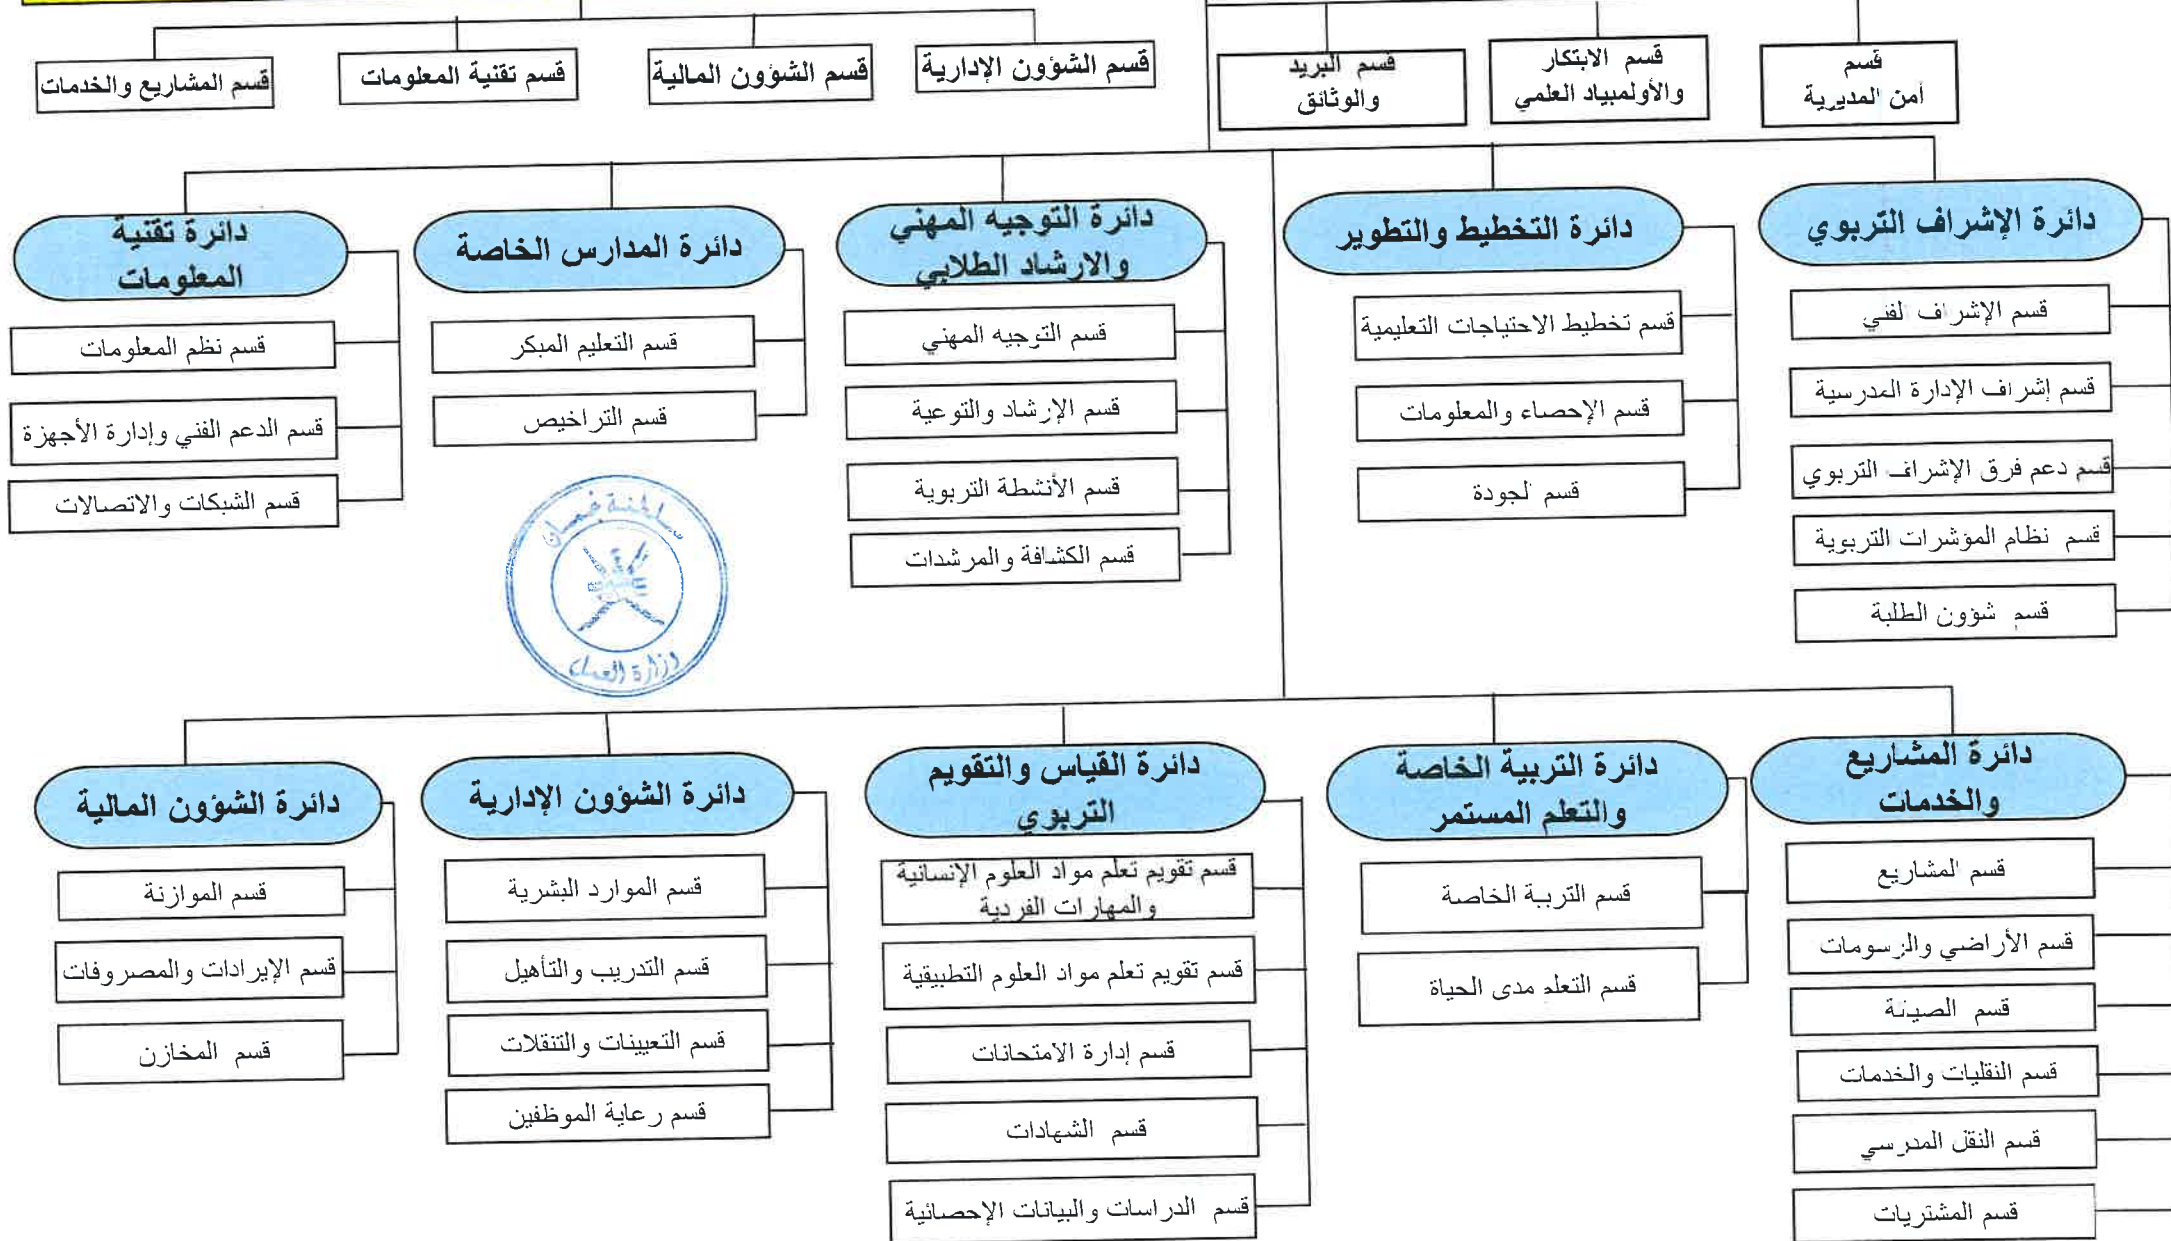 قسم
أمن المديرية
قسم الابتكار
والأولمبياد العلمي
قسم البريد
والوثائق
قسم الشؤون الإدارية
قسم الشؤون المالية
قسم تقنية المعلومات
قسم المشاريع والخدمات
دائرة الإشراف التربوي
قسم الإشراف الفني
قسم إشراف الإدارة المدرسية
قسم دعم فرق الإشراف التربوي
قسم نظام المؤشرات التربوية
قسم شؤون الطلبة
دائرة التخطيط والتطوير
قسم تخطيط الاحتياجات التعليمية
قسم الإحصاء والمعلومات
قسم الجودة
دائرة التوجيه المهني
والارشاد الطلابي
قسم التوجيه المهني
قسم الإرشاد والتوعية
قسم الأنشطة التربوية
قسم الكشافة والمرشدات
دائرة المدارس الخاصة
قسم التعليم المبكر
قسم التراخيص
دائرة تقنية
المعلومات
قسم نظم المعلومات
قسم الدعم الفني وإدارة الأجهزة
قسم الشبكات والاتصالات
سلطنة عمان
وزارة العمل
دائرة المشاريع
والخدمات
قسم المشاريع
قسم الأراضي والرسومات
قسم الصيانة
قسم النقليات والخدمات
قسم النقل المدرسي
قسم المشتريات
دائرة التربية الخاصة
والتعلم المستمر
قسم التربية الخاصة
قسم التعلم مدى الحياة
دائرة القياس والتقويم
التربوي
قسم تقويم تعلم مواد العلوم الإنسانية
والمهارات الفردية
قسم تقويم تعلم مواد العلوم التطبيقية
قسم إدارة الامتحانات
قسم الشهادات
قسم الدراسات والبيانات الإحصائية
دائرة الشؤون الإدارية
قسم الموارد البشرية
قسم التدريب والتأهيل
قسم التعيينات والتنقلات
قسم رعاية الموظفين
دائرة الشؤون المالية
قسم الموازنة
قسم الإيرادات والمصروفات
قسم المخازن